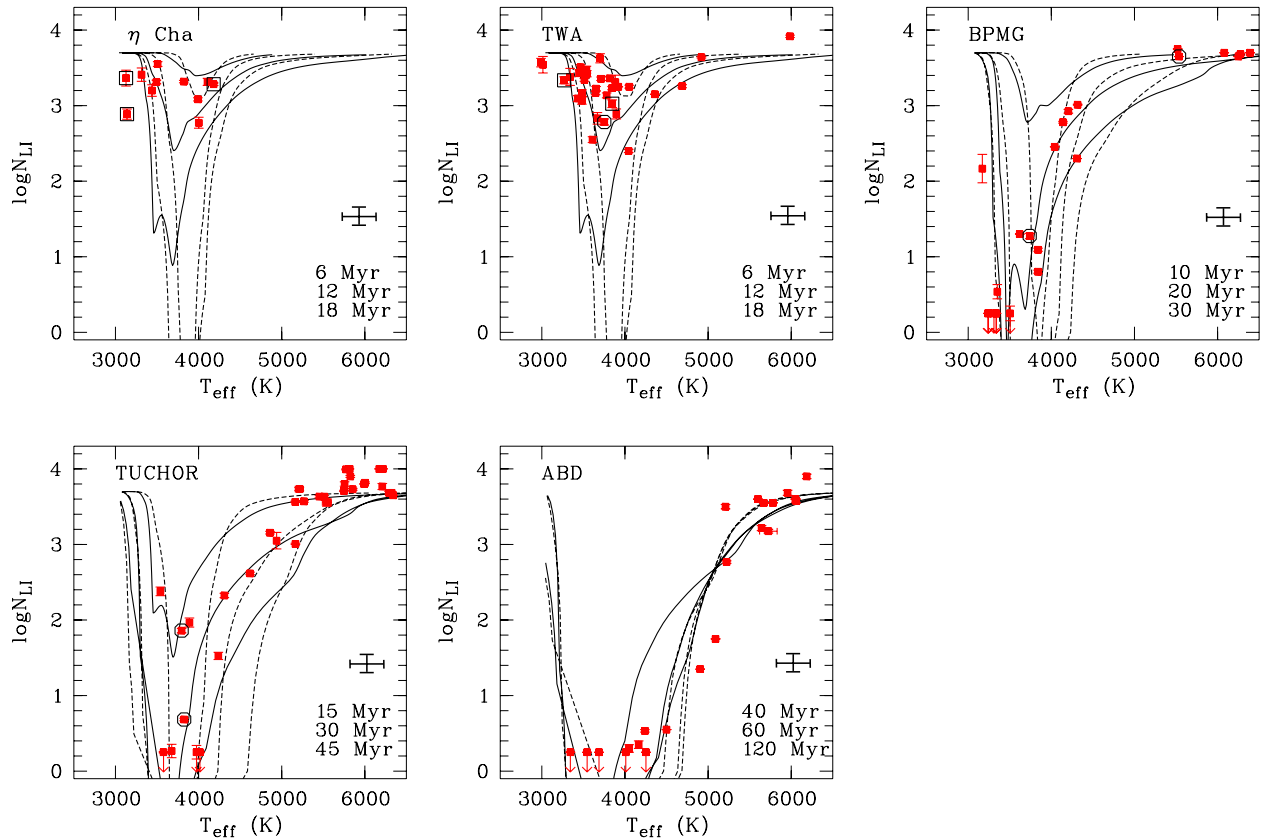 η Cha
logN_LI
4
3
2
1
0
6 Myr
12 Myr
18 Myr
3000 4000 5000 6000
T_eff (K)
TWA
logN_LI
4
3
2
1
0
6 Myr
12 Myr
18 Myr
3000 4000 5000 6000
T_eff (K)
BPMG
logN_LI
4
3
2
1
0
10 Myr
20 Myr
30 Myr
3000 4000 5000 6000
T_eff (K)
TUCHOR
logN_LI
4
3
2
1
0
15 Myr
30 Myr
45 Myr
3000 4000 5000 6000
T_eff (K)
ABD
logN_LI
4
3
2
1
0
40 Myr
60 Myr
120 Myr
3000 4000 5000 6000
T_eff (K)